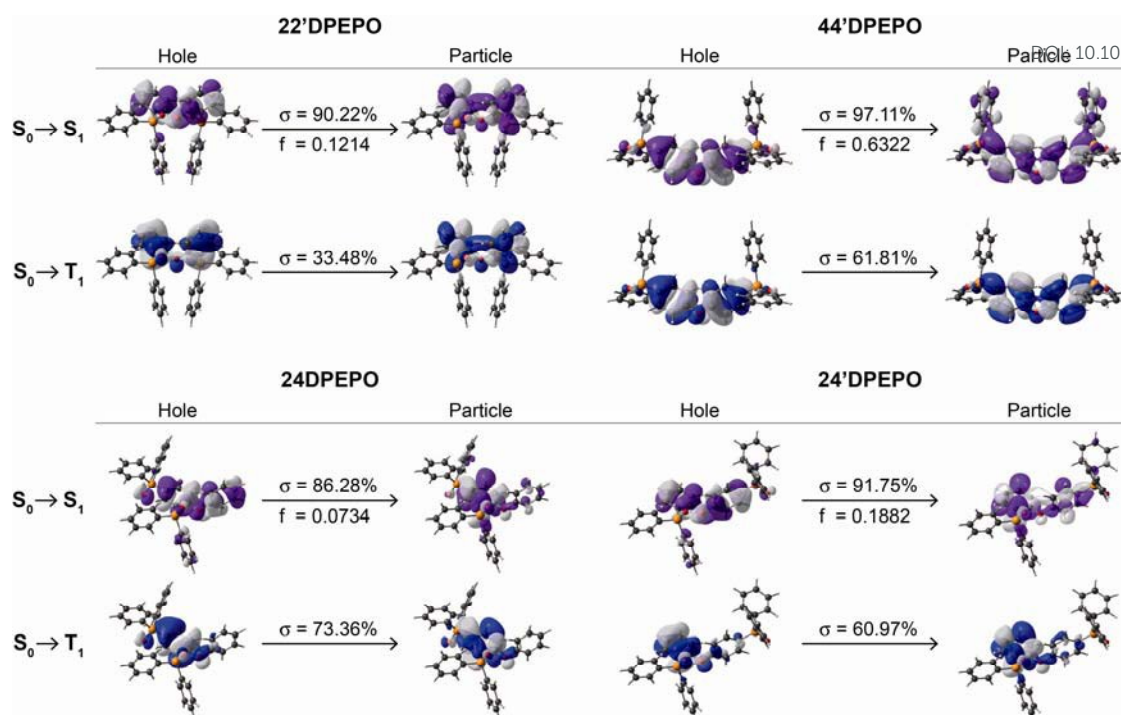 22'DPEPO 44'DPEPO
Hole Particle Hole Particle 10.10
S₀→S₁ σ = 90.22% f = 0.1214 σ = 97.11% f = 0.6322
S₀→T₁ σ = 33.48% σ = 61.81%
24DPEPO 24'DPEPO
Hole Particle Hole Particle
S₀→S₁ σ = 86.28% f = 0.0734 σ = 91.75% f = 0.1882
S₀→T₁ σ = 73.36% σ = 60.97%